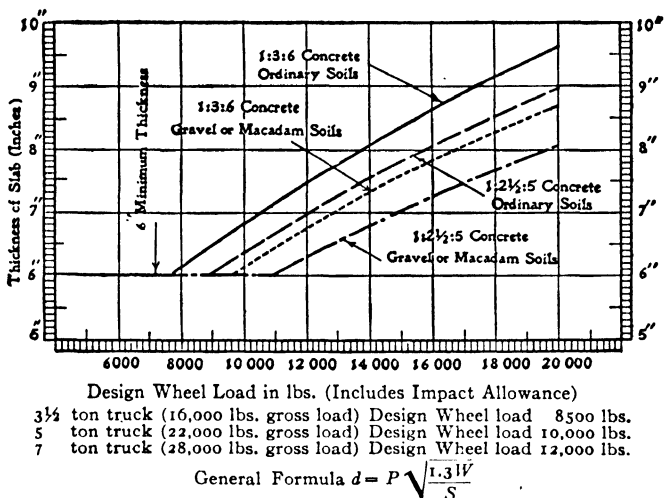 10″ 10″
1:3:6 Concrete
Ordinary Soils
9″ 9″
1:3:6 Concrete
Gravel or Macadam Soils
8″ 8″
1:2½:5 Concrete
Ordinary Soils
7″ 7″
1:2½:5 Concrete
Gravel or Macadam Soils
6″ 6″
6″ 5″
Thickness of Slab (Inches)
6″ Minimum Thickness
6000 8000 10 000 12 000 14 000 16 000 18 000 20 000
Design Wheel Load in lbs. (Includes Impact Allowance)
3½ ton truck (16,000 lbs. gross load) Design Wheel load 8500 lbs.
5 ton truck (22,000 lbs. gross load) Design Wheel load 10,000 lbs.
7 ton truck (28,000 lbs. gross load) Design Wheel load 12,000 lbs.
General Formula d = P √1.3W/S